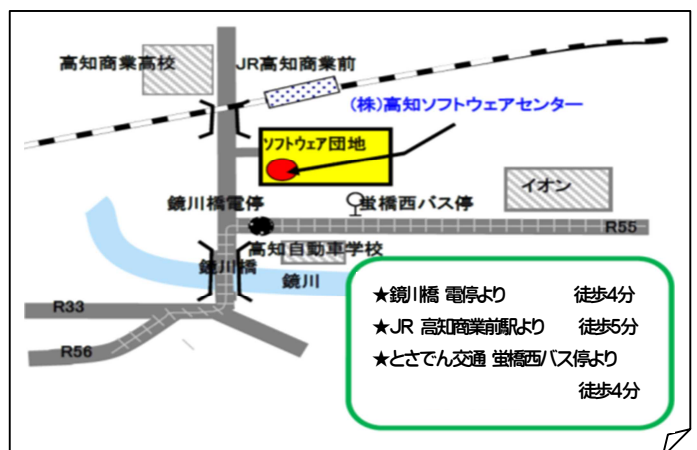 高知商業高校
JR高知商業前
(株)高知ソフトウェアセンター
ソフトウェア団地
イオン
鏡川橋電停
蛍橋西バス停
R55
高知自動車学校
鏡川橋
鏡川
R33
R56
★鏡川橋 電停より 徒歩4分
★JR 高知商業前駅より 徒歩5分
★とさでん交通 蛍橋西バス停より
徒歩4分